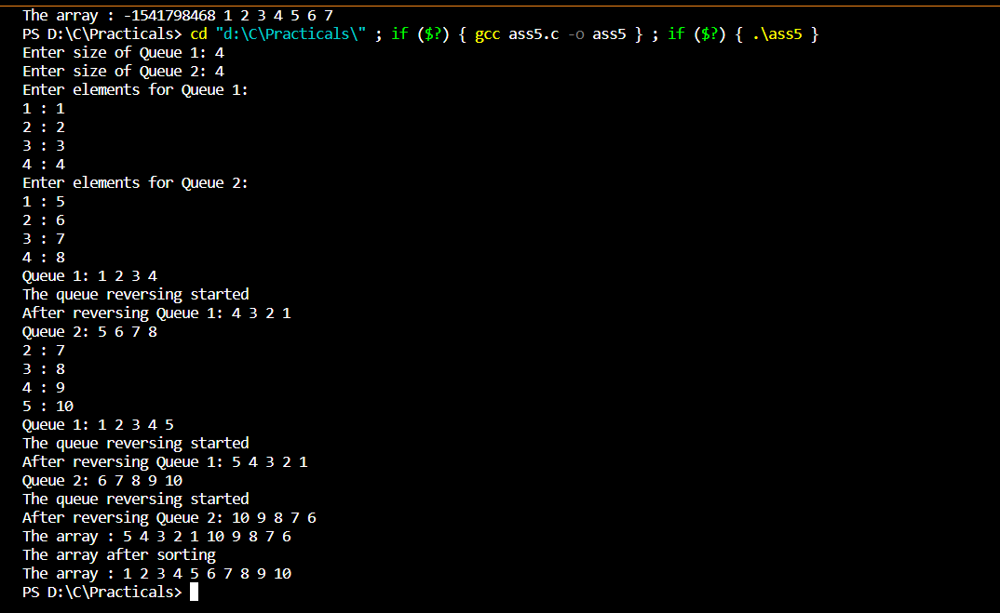 The array : -1541798468 1 2 3 4 5 6 7
PS D:\C\Practicals> cd "d:\C\Practicals\" ; if ($?) { gcc ass5.c -o ass5 } ; if ($?) { .\ass5 }
Enter size of Queue 1: 4
Enter size of Queue 2: 4
Enter elements for Queue 1:
1 : 1
2 : 2
3 : 3
4 : 4
Enter elements for Queue 2:
1 : 5
2 : 6
3 : 7
4 : 8
Queue 1: 1 2 3 4
The queue reversing started
After reversing Queue 1: 4 3 2 1
Queue 2: 5 6 7 8
2 : 7
3 : 8
4 : 9
5 : 10
Queue 1: 1 2 3 4 5
The queue reversing started
After reversing Queue 1: 5 4 3 2 1
Queue 2: 6 7 8 9 10
The queue reversing started
After reversing Queue 2: 10 9 8 7 6
The array : 5 4 3 2 1 10 9 8 7 6
The array after sorting
The array : 1 2 3 4 5 6 7 8 9 10
PS D:\C\Practicals>